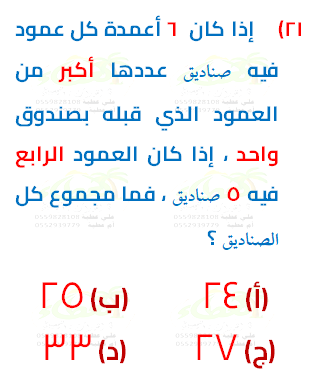 ٢١) إذا كان ٦ أعمدة كل عمود
فيه صناديق عددها أكبر من
العمود الذي قبله بصندوق
واحد ، إذا كان العمود الرابع
فيه ٥ صناديق ، فما مجموع كل
الصناديق ؟
(أ) ٢٤ (ب) ٢٥
(ج) ٢٧ (د) ٣٣